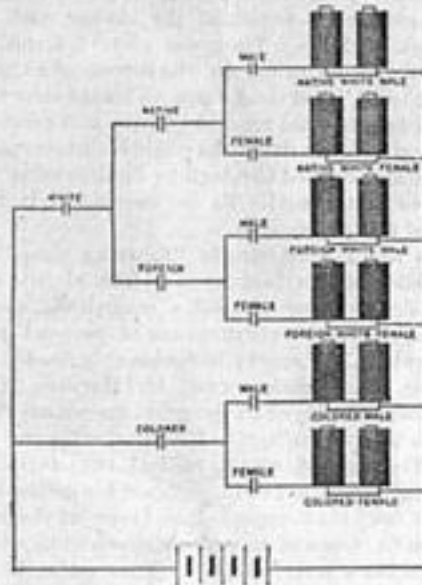 MALE
NATIVE WHITE MALE
NATIVE
FEMALE
NATIVE WHITE FEMALE
WHITE
MALE
FOREIGN WHITE MALE
FOREIGN
FEMALE
FOREIGN WHITE FEMALE
MALE
COLORED MALE
COLORED
FEMALE
COLORED FEMALE